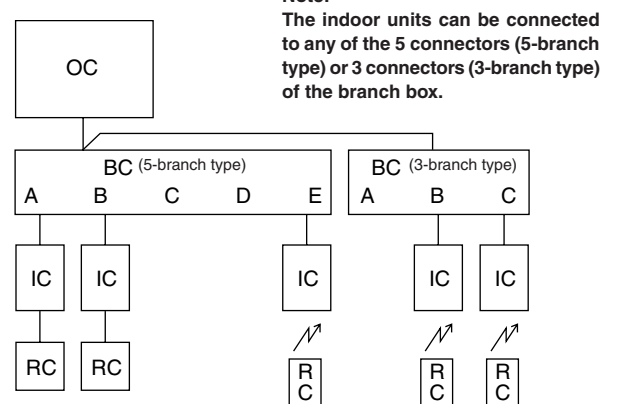 The indoor units can be connected
to any of the 5 connectors (5-branch
type) or 3 connectors (3-branch type)
of the branch box.
OC
BC (5-branch type)
A B C D E
BC (3-branch type)
A B C
IC IC IC IC IC
RC RC
R R R
C C C